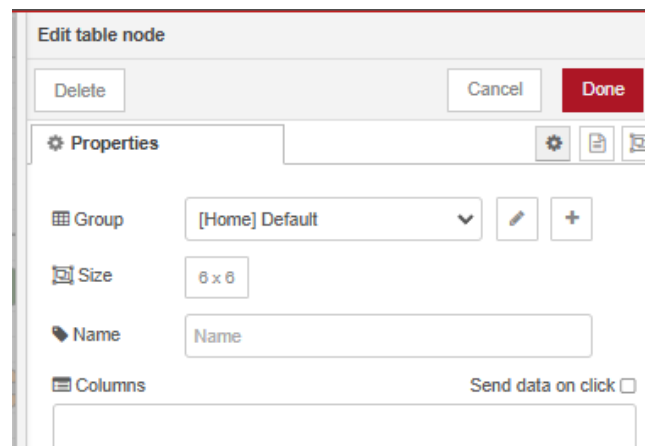 Edit table node
Delete Cancel Done
Properties
Group [Home] Default
Size 6 x 6
Name Name
Columns Send data on click